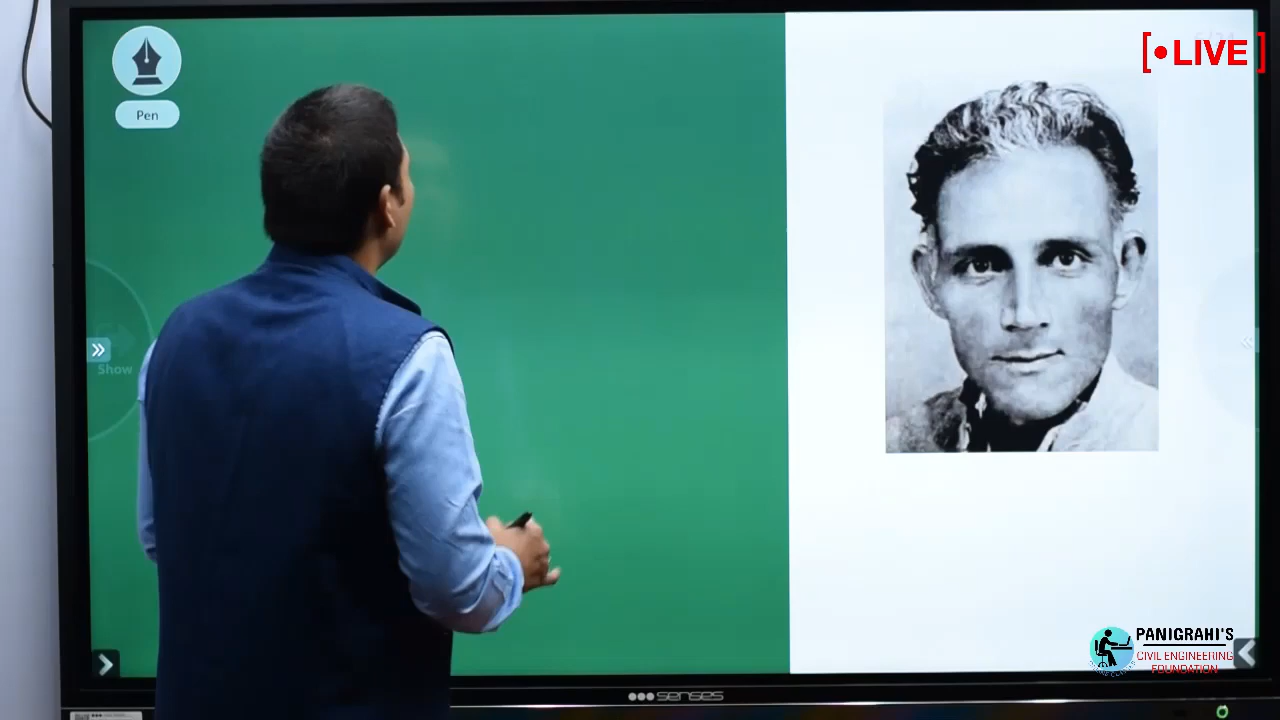 [•LIVE]
Pen
Show
PANIGRAHI'S
CIVIL ENGINEERING
FOUNDATION
senses